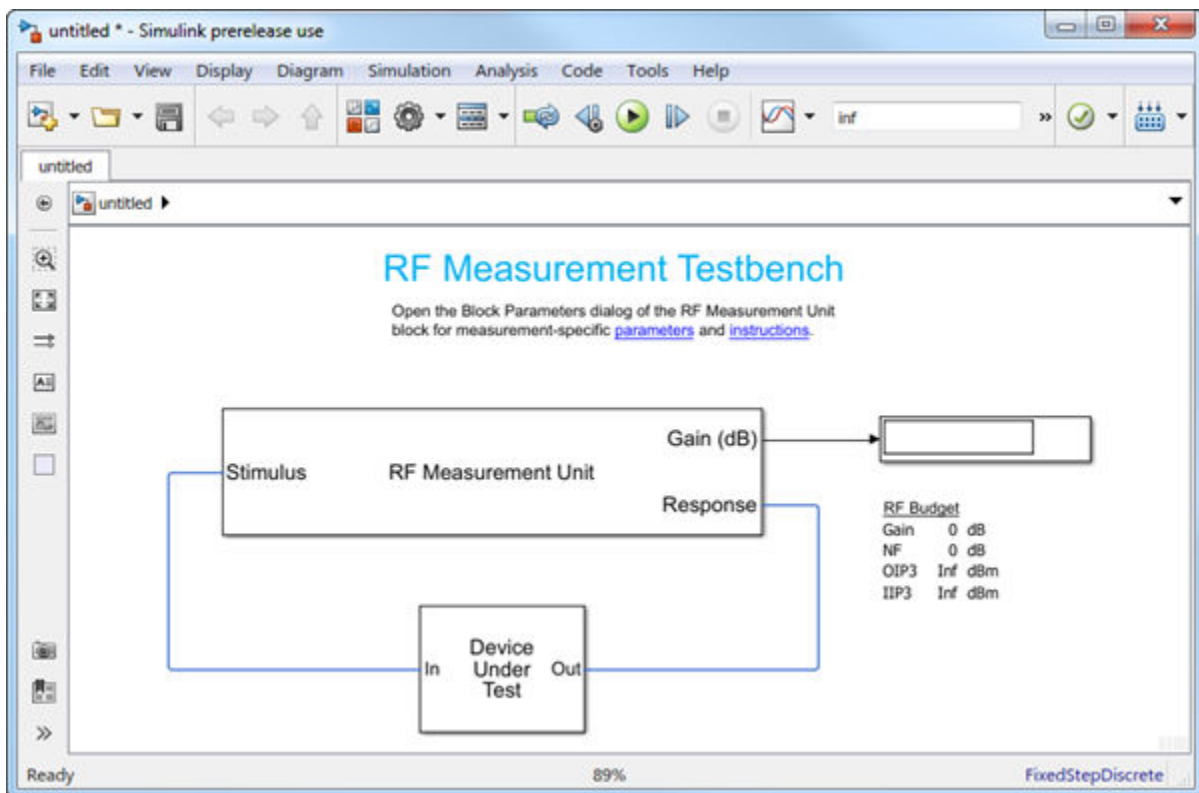 untitled * - Simulink prerelease use
File Edit View Display Diagram Simulation Analysis Code Tools Help
inf
»
untitled
untitled
RF Measurement Testbench
Open the Block Parameters dialog of the RF Measurement Unit
block for measurement-specific parameters and instructions.
Gain (dB)
Stimulus RF Measurement Unit
Response
RF Budget
Gain 0 dB
NF 0 dB
OIP3 Inf dBm
IIP3 Inf dBm
Device
In Under Out
Test
»
Ready 89% FixedStepDiscrete